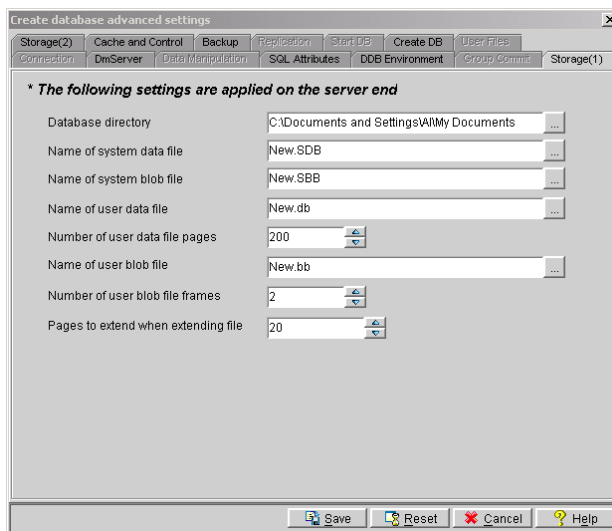 Create database advanced settings
Storage(2) Cache and Control Backup Replication Start DB Create DB User Files
Connection DmServer Data Manipulation SQL Attributes DDB Environment Group Commit Storage(1)
* The following settings are applied on the server end
Database directory C:\Documents and Settings\Al\My Documents ...
Name of system data file New.SDB ...
Name of system blob file New.SBB ...
Name of user data file New.db ...
Number of user data file pages 200
Name of user blob file New.bb ...
Number of user blob file frames 2
Pages to extend when extending file 20
Save Reset Cancel Help